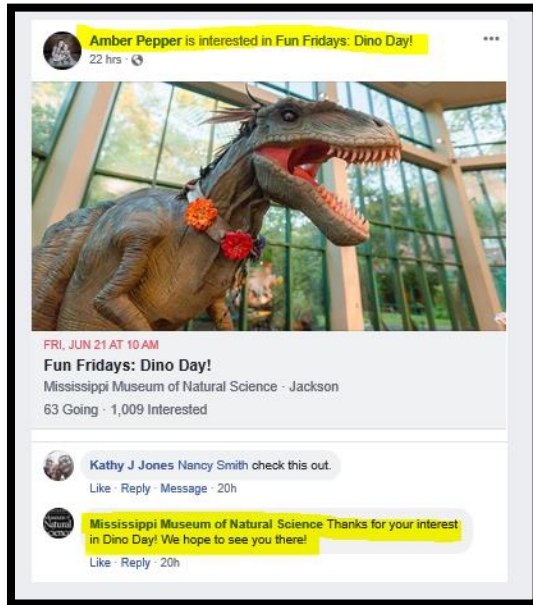 Amber Pepper is interested in Fun Fridays: Dino Day!
22 hrs ·
FRI, JUN 21 AT 10 AM
Fun Fridays: Dino Day!
Mississippi Museum of Natural Science · Jackson
63 Going · 1,009 Interested
Kathy J Jones Nancy Smith check this out.
Like · Reply · Message · 20h
Natural
Science
Mississippi Museum of Natural Science Thanks for your interest
in Dino Day! We hope to see you there!
Like · Reply · 20h